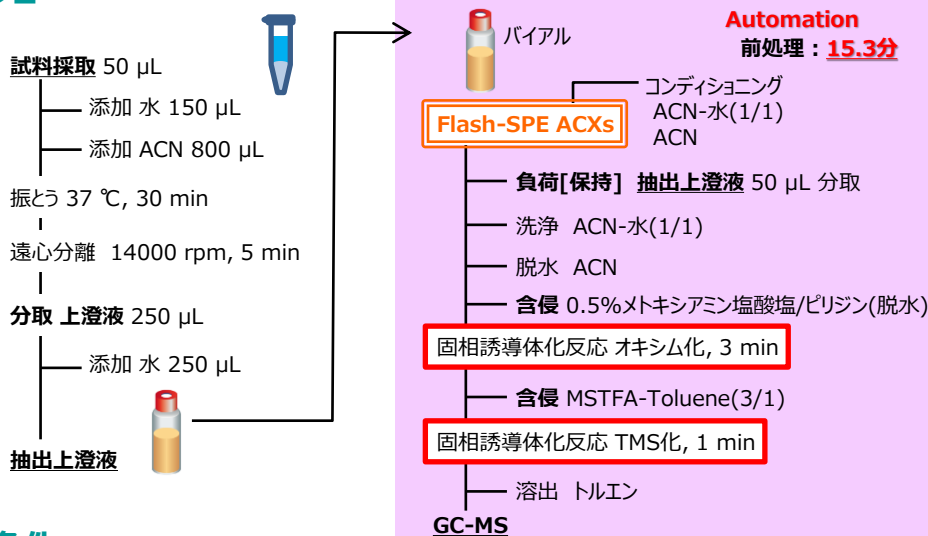 試料採取 50 µL
添加 水 150 µL
添加 ACN 800 µL
振とう 37 ℃, 30 min
遠心分離 14000 rpm, 5 min
分取 上澄液 250 µL
添加 水 250 µL
抽出上澄液
バイアル
Automation
前処理：15.3分
コンディショニング
ACN-水(1/1)
ACN
Flash-SPE ACXs
負荷[保持] 抽出上澄液 50 µL 分取
洗浄 ACN-水(1/1)
脱水 ACN
含侵 0.5%メトキシアミン塩酸塩/ピリジン(脱水)
固相誘導体化反応 オキシム化, 3 min
含侵 MSTFA-Toluene(3/1)
固相誘導体化反応 TMS化, 1 min
溶出 トルエン
GC-MS